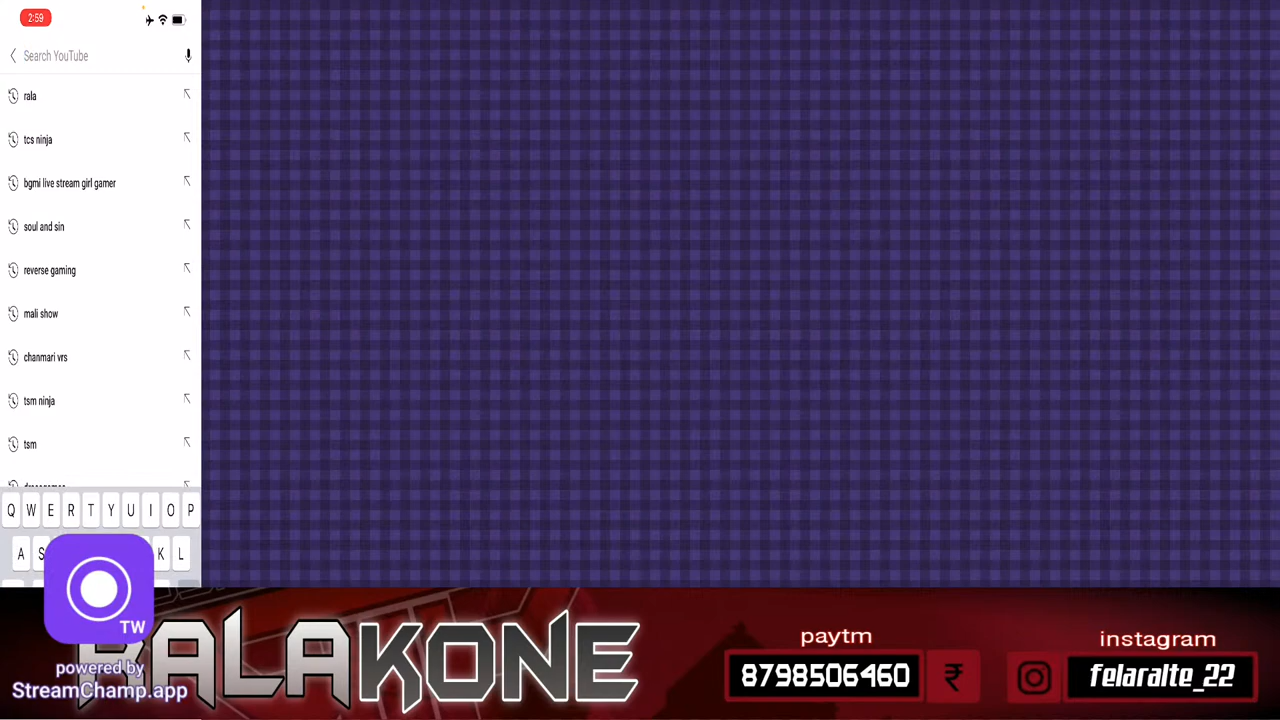 2:59
Search YouTube
rala
tcs ninja
bgmi live stream girl gamer
soul and sin
reverse gaming
mali show
chanmari vrs
tsm ninja
tsm
Q W E R T Y U I O P
A S K L
TW
powered by
StreamChamp.app
RALAKONE
paytm
8798506460 ₹
instagram
felaralte_22